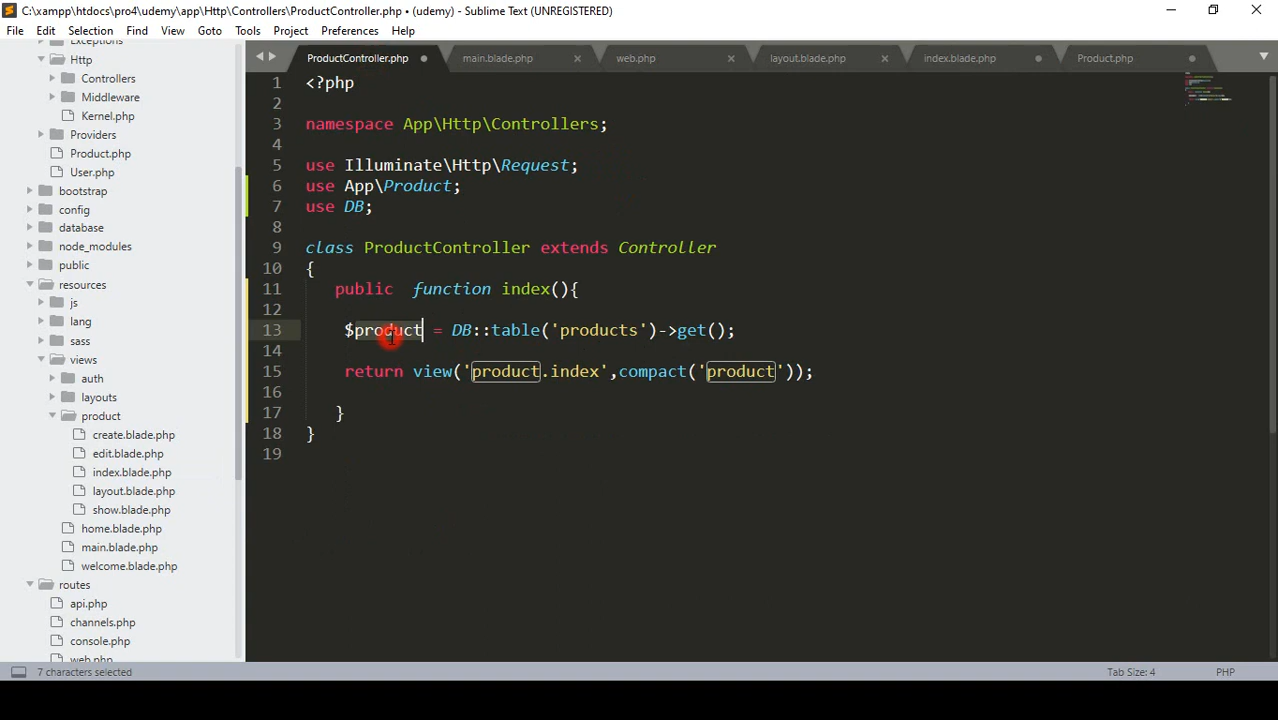 C:\xampp\htdocs\pro4\udemy\app\Http\Controllers\ProductController.php • (udemy) - Sublime Text (UNREGISTERED)
File Edit Selection Find View Goto Tools Project Preferences Help
Exceptions
Http
Controllers
Middleware
Kernel.php
Providers
Product.php
User.php
bootstrap
config
database
node_modules
public
resources
js
lang
sass
views
auth
layouts
product
create.blade.php
edit.blade.php
index.blade.php
layout.blade.php
show.blade.php
home.blade.php
main.blade.php
welcome.blade.php
routes
api.php
channels.php
console.php
web.php
ProductController.php main.blade.php web.php layout.blade.php index.blade.php Product.php
1 <?php
2
3 namespace App\Http\Controllers;
4
5 use Illuminate\Http\Request;
6 use App\Product;
7 use DB;
8
9 class ProductController extends Controller
10 {
11 public  function index(){
12
13 $product = DB::table('products')->get();
14
15 return view('product.index',compact('product'));
16
17 }
18 }
19
7 characters selected Tab Size: 4 PHP